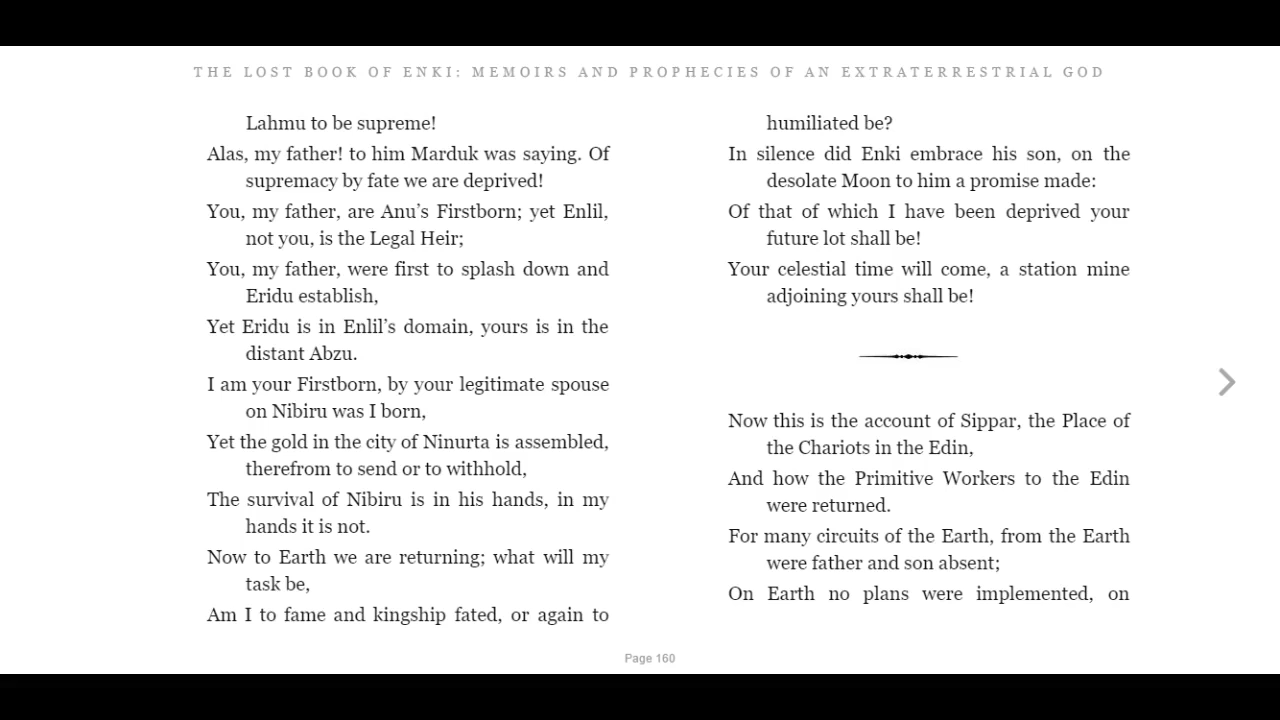 THE LOST BOOK OF ENKI: MEMOIRS AND PROPHECIES OF AN EXTRATERRESTRIAL GOD
Lahmu to be supreme!
Alas, my father! to him Marduk was saying. Of
supremacy by fate we are deprived!
You, my father, are Anu’s Firstborn; yet Enlil,
not you, is the Legal Heir;
You, my father, were first to splash down and
Eridu establish,
Yet Eridu is in Enlil’s domain, yours is in the
distant Abzu.
I am your Firstborn, by your legitimate spouse
on Nibiru was I born,
Yet the gold in the city of Ninurta is assembled,
therefrom to send or to withhold,
The survival of Nibiru is in his hands, in my
hands it is not.
Now to Earth we are returning; what will my
task be,
Am I to fame and kingship fated, or again to
humiliated be?
In silence did Enki embrace his son, on the
desolate Moon to him a promise made:
Of that of which I have been deprived your
future lot shall be!
Your celestial time will come, a station mine
adjoining yours shall be!
Now this is the account of Sippar, the Place of
the Chariots in the Edin,
And how the Primitive Workers to the Edin
were returned.
For many circuits of the Earth, from the Earth
were father and son absent;
On Earth no plans were implemented, on
Page 160